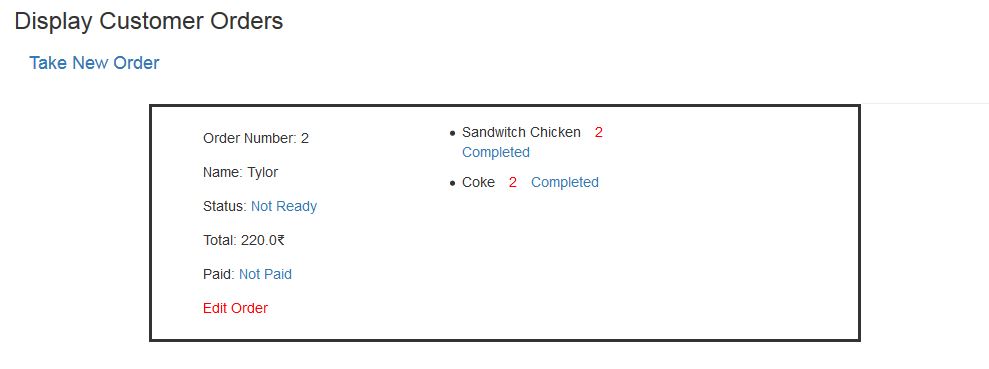 Display Customer Orders
Take New Order
Order Number: 2
Name: Tylor
Status: Not Ready
Total: 220.0₹
Paid: Not Paid
Edit Order
Sandwitch Chicken 2
Completed
Coke 2 Completed